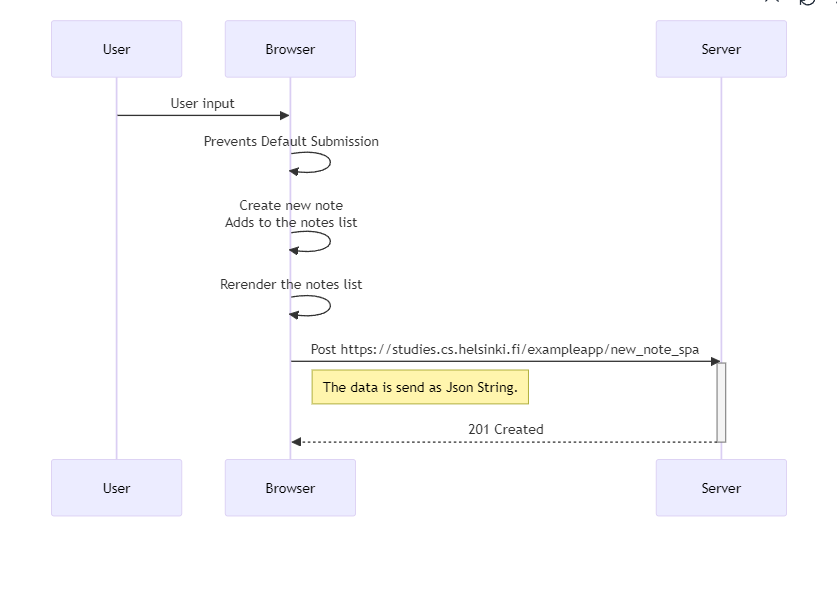 User
Browser
Server
User input
Prevents Default Submission
Create new note
Adds to the notes list
Rerender the notes list
Post https://studies.cs.helsinki.fi/exampleapp/new_note_spa
The data is send as Json String.
201 Created
User
Browser
Server